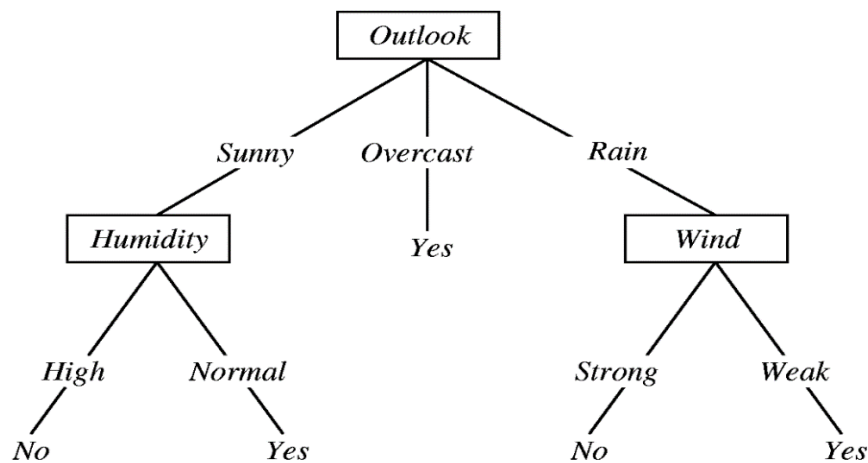 Outlook
Sunny Overcast Rain
Humidity Yes Wind
High Normal Strong Weak
No Yes No Yes